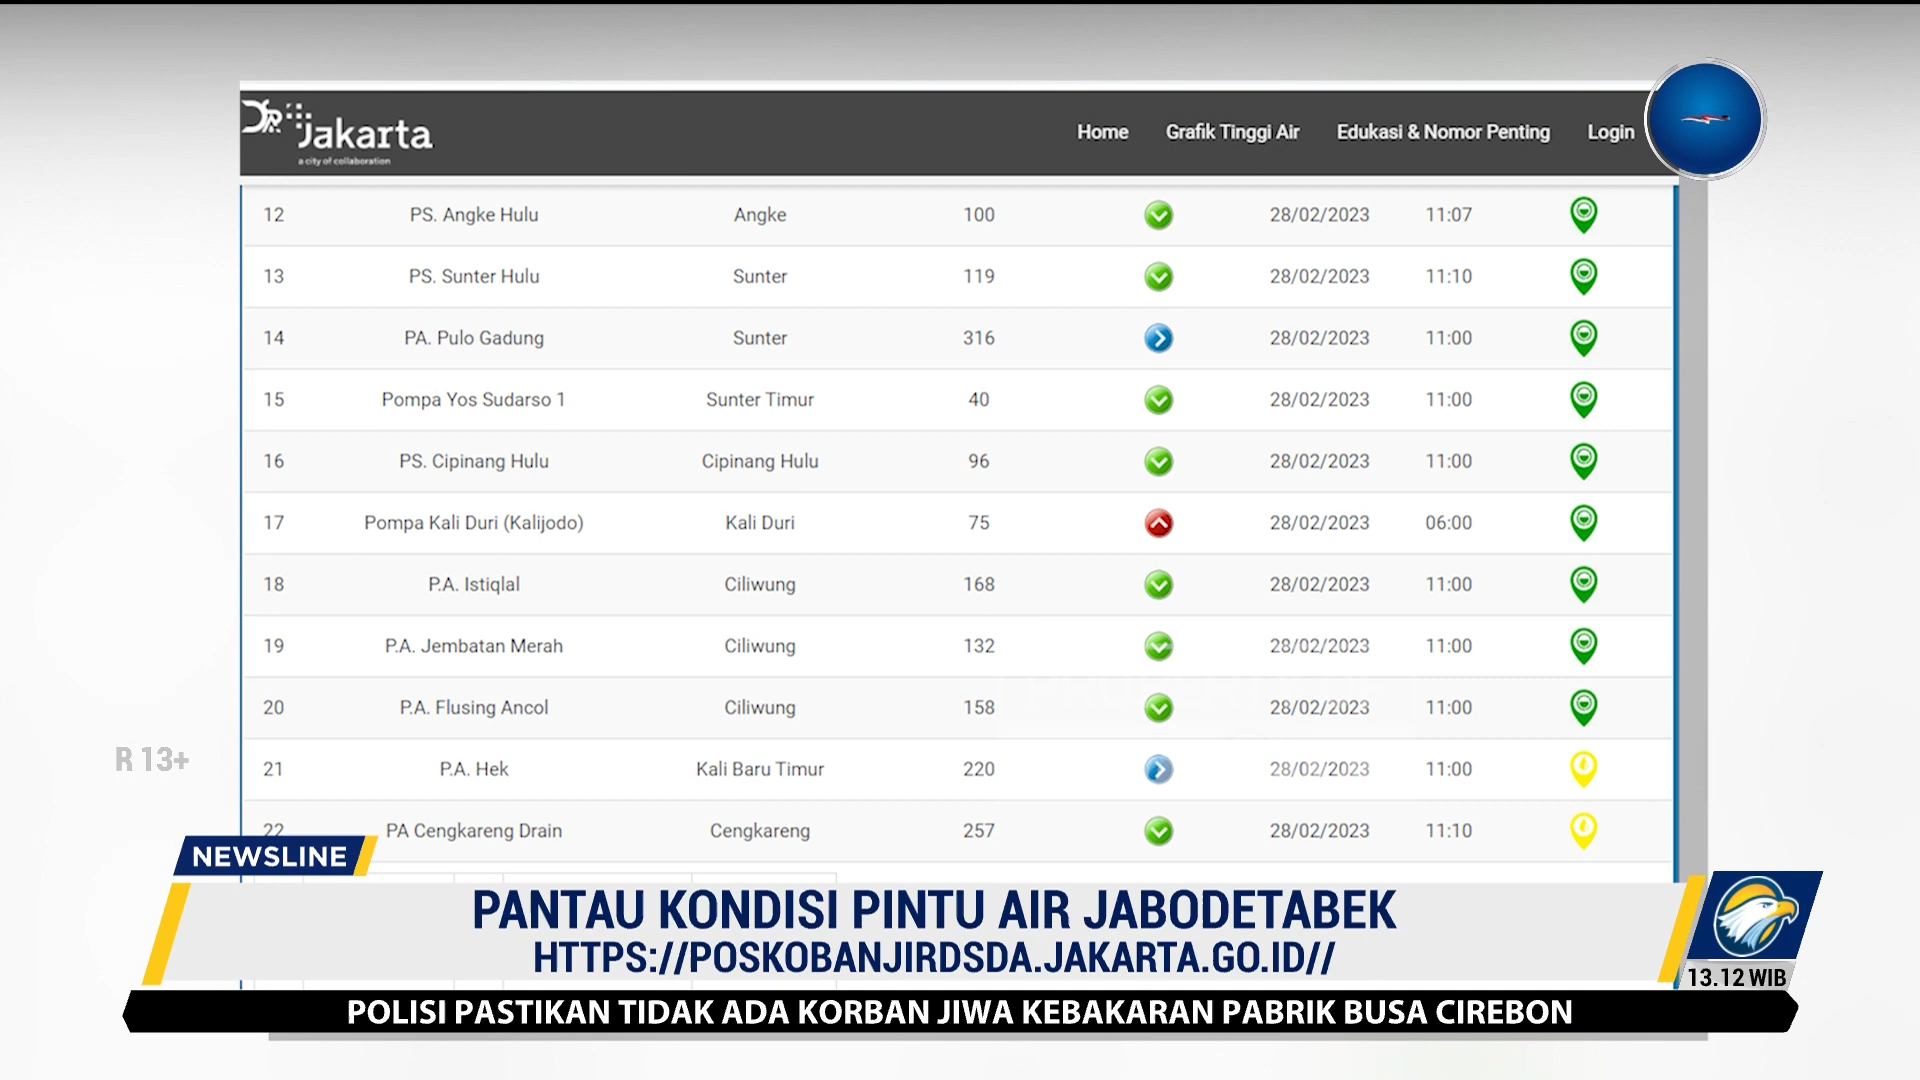 Jakarta
a city of collaboration
Home Grafik Tinggi Air Edukasi & Nomor Penting Login
12 PS. Angke Hulu Angke 100 28/02/2023 11:07
13 PS. Sunter Hulu Sunter 119 28/02/2023 11:10
14 PA. Pulo Gadung Sunter 316 28/02/2023 11:00
15 Pompa Yos Sudarso 1 Sunter Timur 40 28/02/2023 11:00
16 PS. Cipinang Hulu Cipinang Hulu 96 28/02/2023 11:00
17 Pompa Kali Duri (Kalijodo) Kali Duri 75 28/02/2023 06:00
18 P.A. Istiqlal Ciliwung 168 28/02/2023 11:00
19 P.A. Jembatan Merah Ciliwung 132 28/02/2023 11:00
20 P.A. Flusing Ancol Ciliwung 158 28/02/2023 11:00
21 P.A. Hek Kali Baru Timur 220 28/02/2023 11:00
22 PA Cengkareng Drain Cengkareng 257 28/02/2023 11:10
R 13+
NEWSLINE
PANTAU KONDISI PINTU AIR JABODETABEK
HTTPS://POSKOBANJIRDSDA.JAKARTA.GO.ID//
13.12 WIB
POLISI PASTIKAN TIDAK ADA KORBAN JIWA KEBAKARAN PABRIK BUSA CIREBON